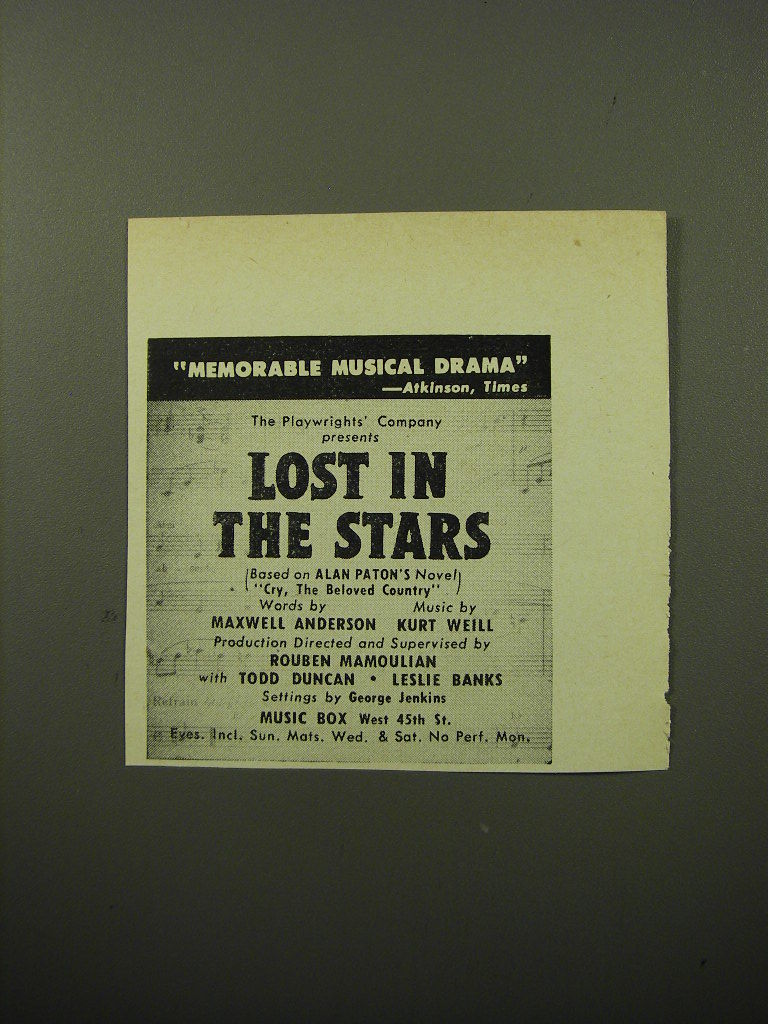 "MEMORABLE MUSICAL DRAMA"
—Atkinson, Times
The Playwrights' Company
presents
LOST IN
THE STARS
(Based on ALAN PATON'S Novel)
("Cry, The Beloved Country")
Words by Music by
MAXWELL ANDERSON KURT WEILL
Production Directed and Supervised by
ROUBEN MAMOULIAN
with TODD DUNCAN • LESLIE BANKS
Settings by George Jenkins
Refrain
MUSIC BOX West 45th St.
Eves. Incl. Sun. Mats. Wed. & Sat. No Perf. Mon.